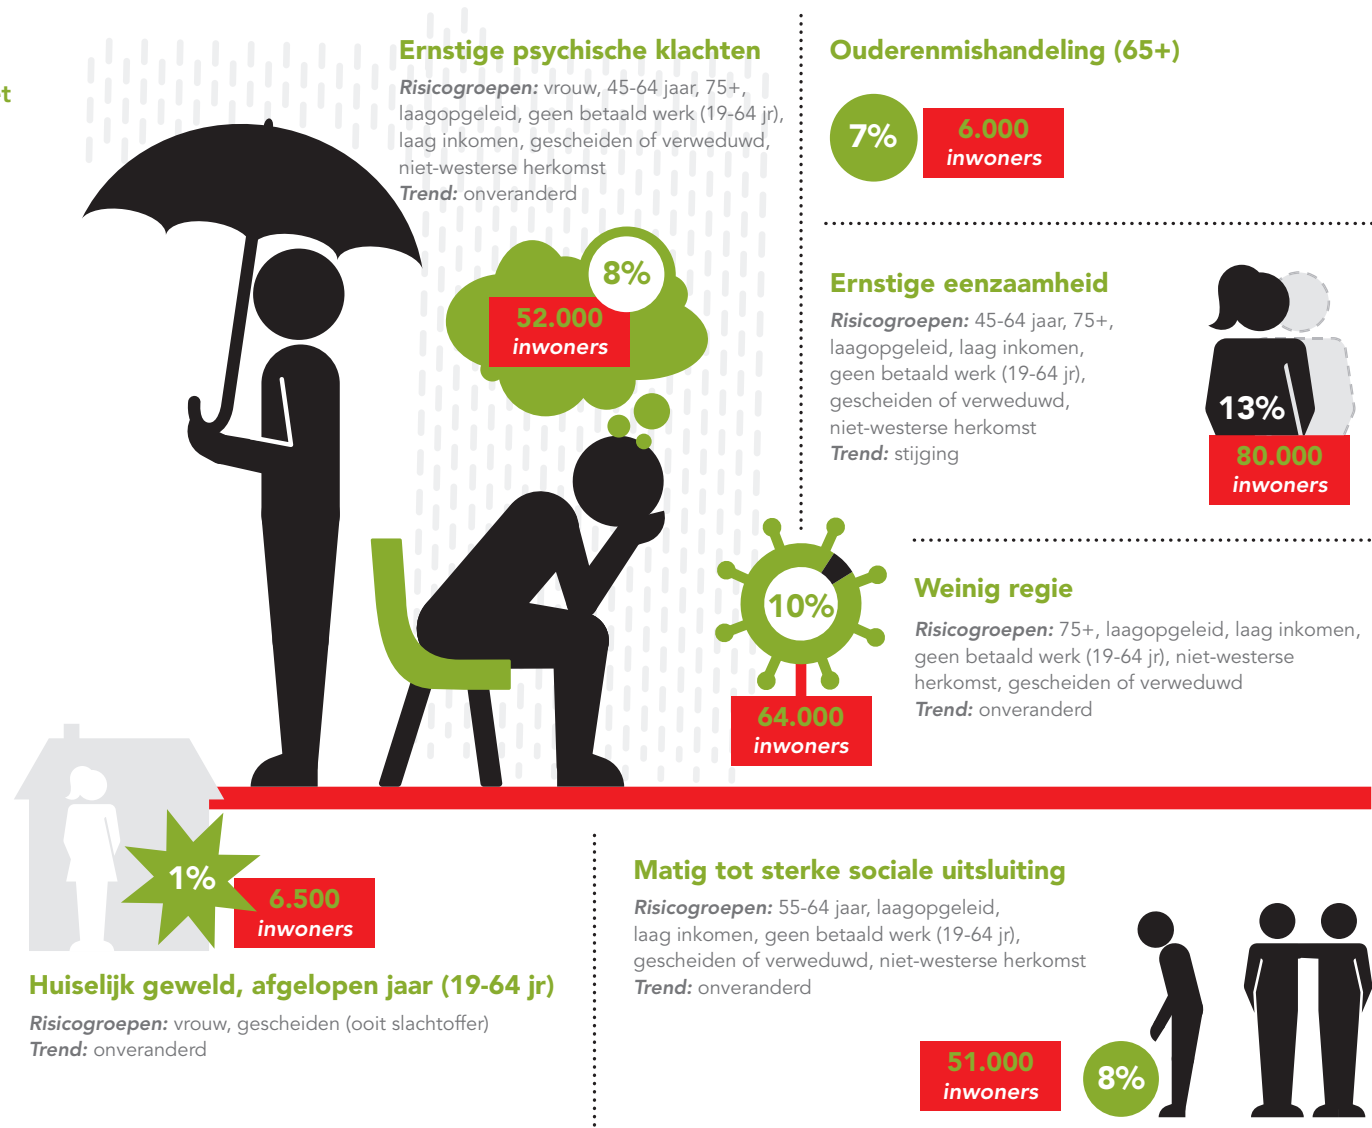 Ernstige psychische klachten
Risicogroepen: vrouw, 45-64 jaar, 75+,
laagopgeleid, geen betaald werk (19-64 jr),
laag inkomen, gescheiden of verweduwd,
niet-westerse herkomst
Trend: onveranderd
8%
52.000
inwoners
Ouderenmishandeling (65+)
7%
6.000
inwoners
Ernstige eenzaamheid
Risicogroepen: 45-64 jaar, 75+,
laagopgeleid, laag inkomen,
geen betaald werk (19-64 jr),
gescheiden of verweduwd,
niet-westerse herkomst
Trend: stijging
13%
80.000
inwoners
10%
64.000
inwoners
Weinig regie
Risicogroepen: 75+, laagopgeleid, laag inkomen,
geen betaald werk (19-64 jr), niet-westerse
herkomst, gescheiden of verweduwd
Trend: onveranderd
1%
6.500
inwoners
Huiselijk geweld, afgelopen jaar (19-64 jr)
Risicogroepen: vrouw, gescheiden (ooit slachtoffer)
Trend: onveranderd
Matig tot sterke sociale uitsluiting
Risicogroepen: 55-64 jaar, laagopgeleid,
laag inkomen, geen betaald werk (19-64 jr),
gescheiden of verweduwd, niet-westerse herkomst
Trend: onveranderd
51.000
inwoners
8%